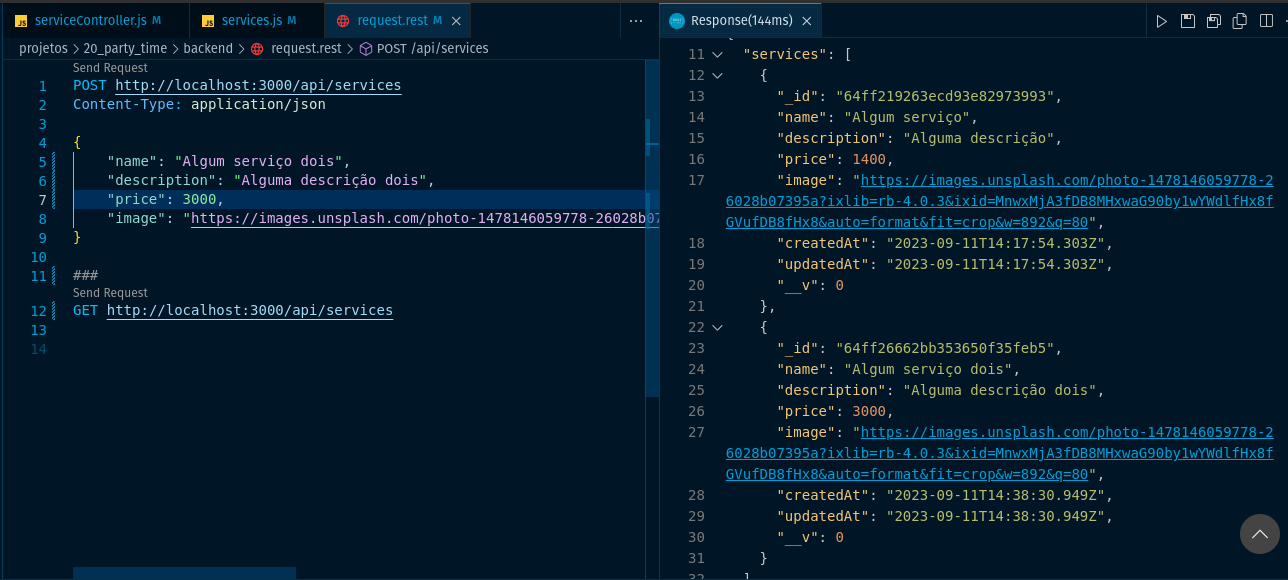 serviceController.js M
services.js M
request.rest M
Response(144ms)
projetos > 20_party_time > backend > request.rest > POST /api/services
Send Request
1 POST http://localhost:3000/api/services
2 Content-Type: application/json
3
4 {
5 "name": "Algum serviço dois",
6 "description": "Alguma descrição dois",
7 "price": 3000,
8 "image": "https://images.unsplash.com/photo-1478146059778-26028b07
9 }
10
11 ###
Send Request
12 GET http://localhost:3000/api/services
13
14
11 "services": [
12 {
13 "_id": "64ff219263ecd93e82973993",
14 "name": "Algum serviço",
15 "description": "Alguma descrição",
16 "price": 1400,
17 "image": "https://images.unsplash.com/photo-1478146059778-2
6028b07395a?ixlib=rb-4.0.3&ixid=MnwxMjA3fDB8MHxwaG90by1wYWdlfHx8f
GVufDB8fHx8&auto=format&fit=crop&w=892&q=80",
18 "createdAt": "2023-09-11T14:17:54.303Z",
19 "updatedAt": "2023-09-11T14:17:54.303Z",
20 "__v": 0
21 },
22 {
23 "_id": "64ff26662bb353650f35feb5",
24 "name": "Algum serviço dois",
25 "description": "Alguma descrição dois",
26 "price": 3000,
27 "image": "https://images.unsplash.com/photo-1478146059778-2
6028b07395a?ixlib=rb-4.0.3&ixid=MnwxMjA3fDB8MHxwaG90by1wYWdlfHx8f
GVufDB8fHx8&auto=format&fit=crop&w=892&q=80",
28 "createdAt": "2023-09-11T14:38:30.949Z",
29 "updatedAt": "2023-09-11T14:38:30.949Z",
30 "__v": 0
31 }
32 ]